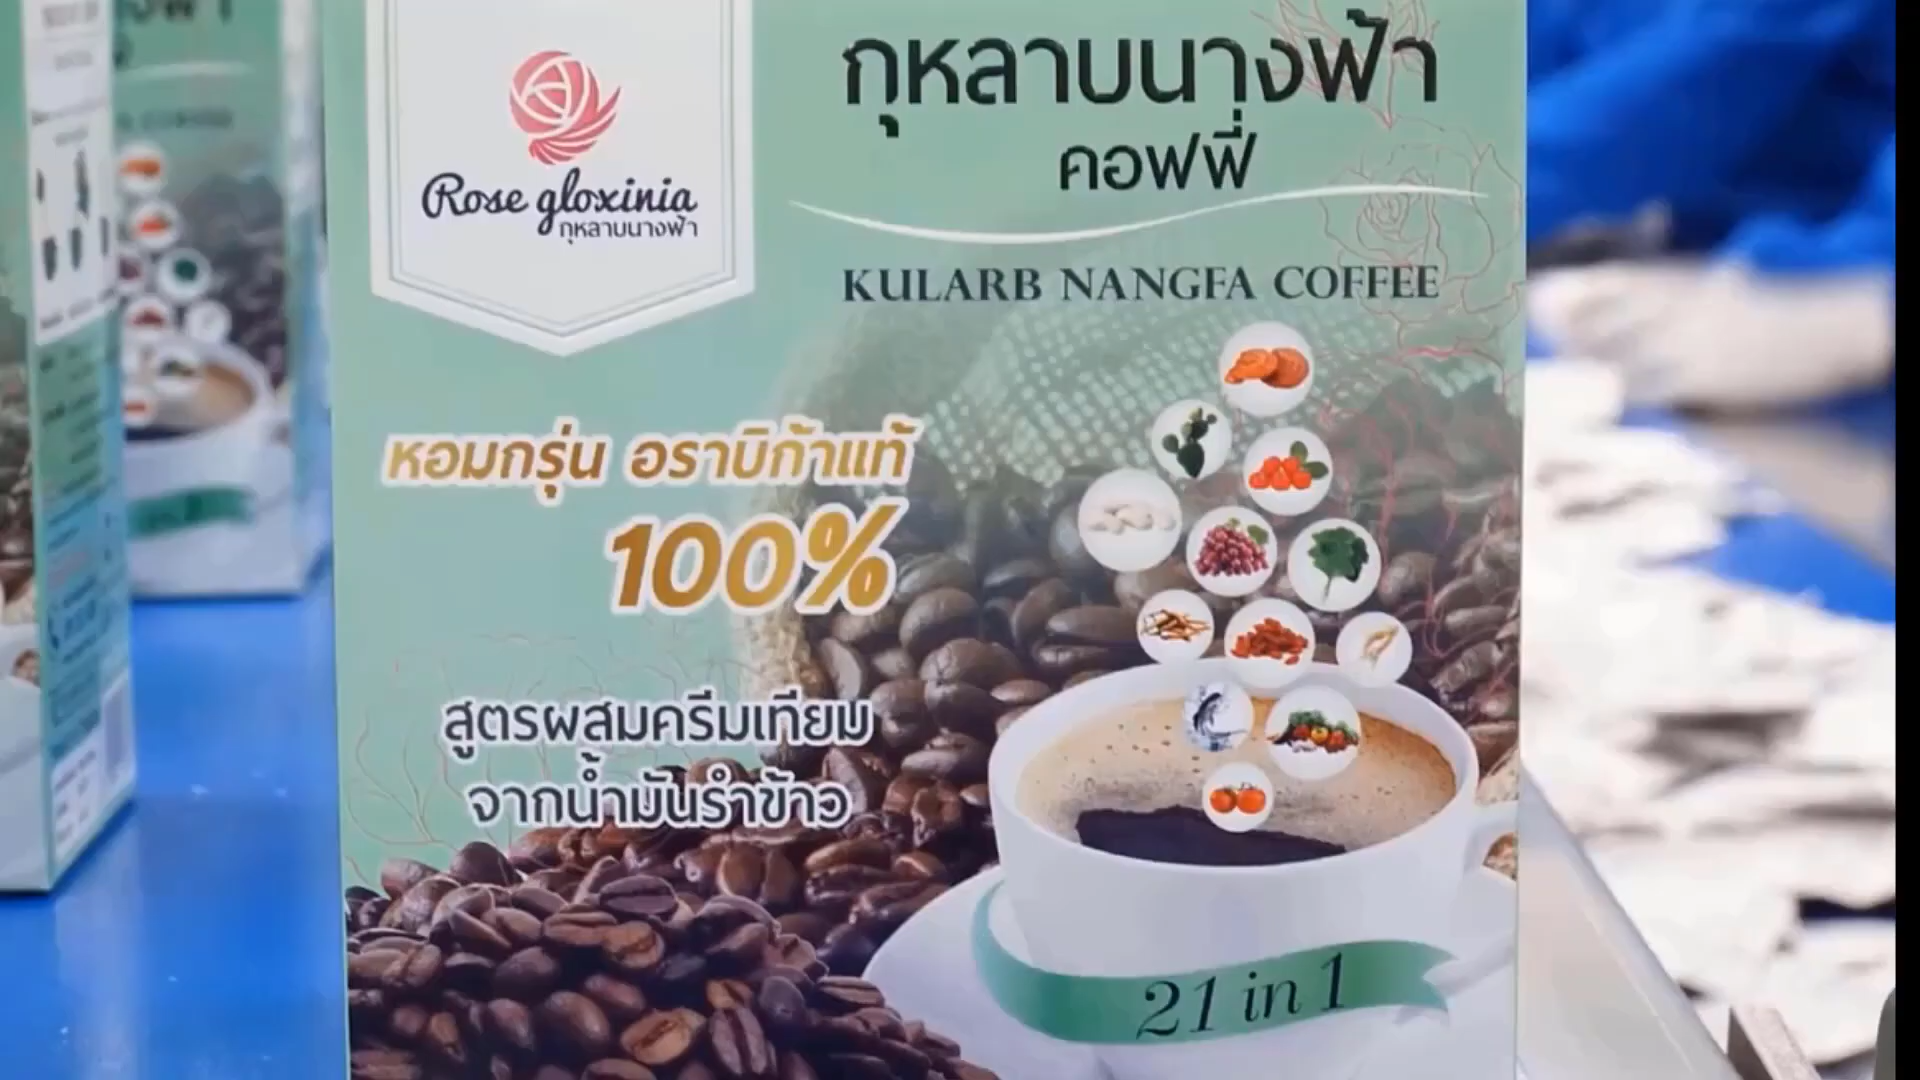 Rose gloxinia
กุหลาบนางฟ้า
กุหลาบนางฟ้า
คอฟฟี่
KULARB NANGFA COFFEE
หอมกรุ่น อราบิก้าแท้
100%
สูตรผสมครีมเทียม
จากน้ำมันรำข้าว
21 in 1